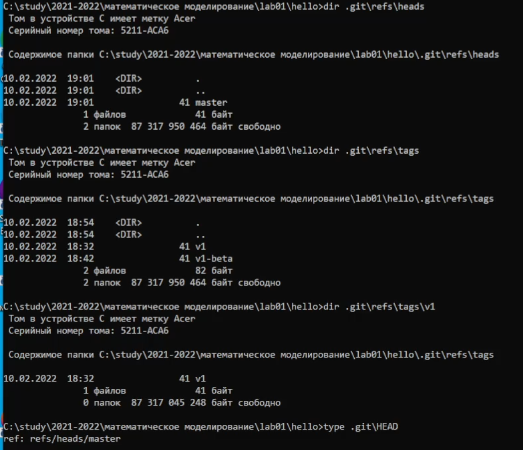 C:\study\2021-2022\математическое моделирование\lab01\hello>dir .git\refs\heads
Том в устройстве C имеет метку Acer
Серийный номер тома: 5211-ACA6
Содержимое папки C:\study\2021-2022\математическое моделирование\lab01\hello\.git\refs\heads
10.02.2022  19:01    <DIR>          .
10.02.2022  19:01    <DIR>          ..
10.02.2022  19:01                41 master
1 файлов             41 байт
2 папок  87 317 950 464 байт свободно
C:\study\2021-2022\математическое моделирование\lab01\hello>dir .git\refs\tags
Том в устройстве C имеет метку Acer
Серийный номер тома: 5211-ACA6
Содержимое папки C:\study\2021-2022\математическое моделирование\lab01\hello\.git\refs\tags
10.02.2022  18:54    <DIR>          .
10.02.2022  18:54    <DIR>          ..
10.02.2022  18:32                41 v1
10.02.2022  18:42                41 v1-beta
2 файлов             82 байт
2 папок  87 317 950 464 байт свободно
C:\study\2021-2022\математическое моделирование\lab01\hello>dir .git\refs\tags\v1
Том в устройстве C имеет метку Acer
Серийный номер тома: 5211-ACA6
Содержимое папки C:\study\2021-2022\математическое моделирование\lab01\hello\.git\refs\tags
10.02.2022  18:32                41 v1
1 файлов             41 байт
0 папок  87 317 045 248 байт свободно
C:\study\2021-2022\математическое моделирование\lab01\hello>type .git\HEAD
ref: refs/heads/master